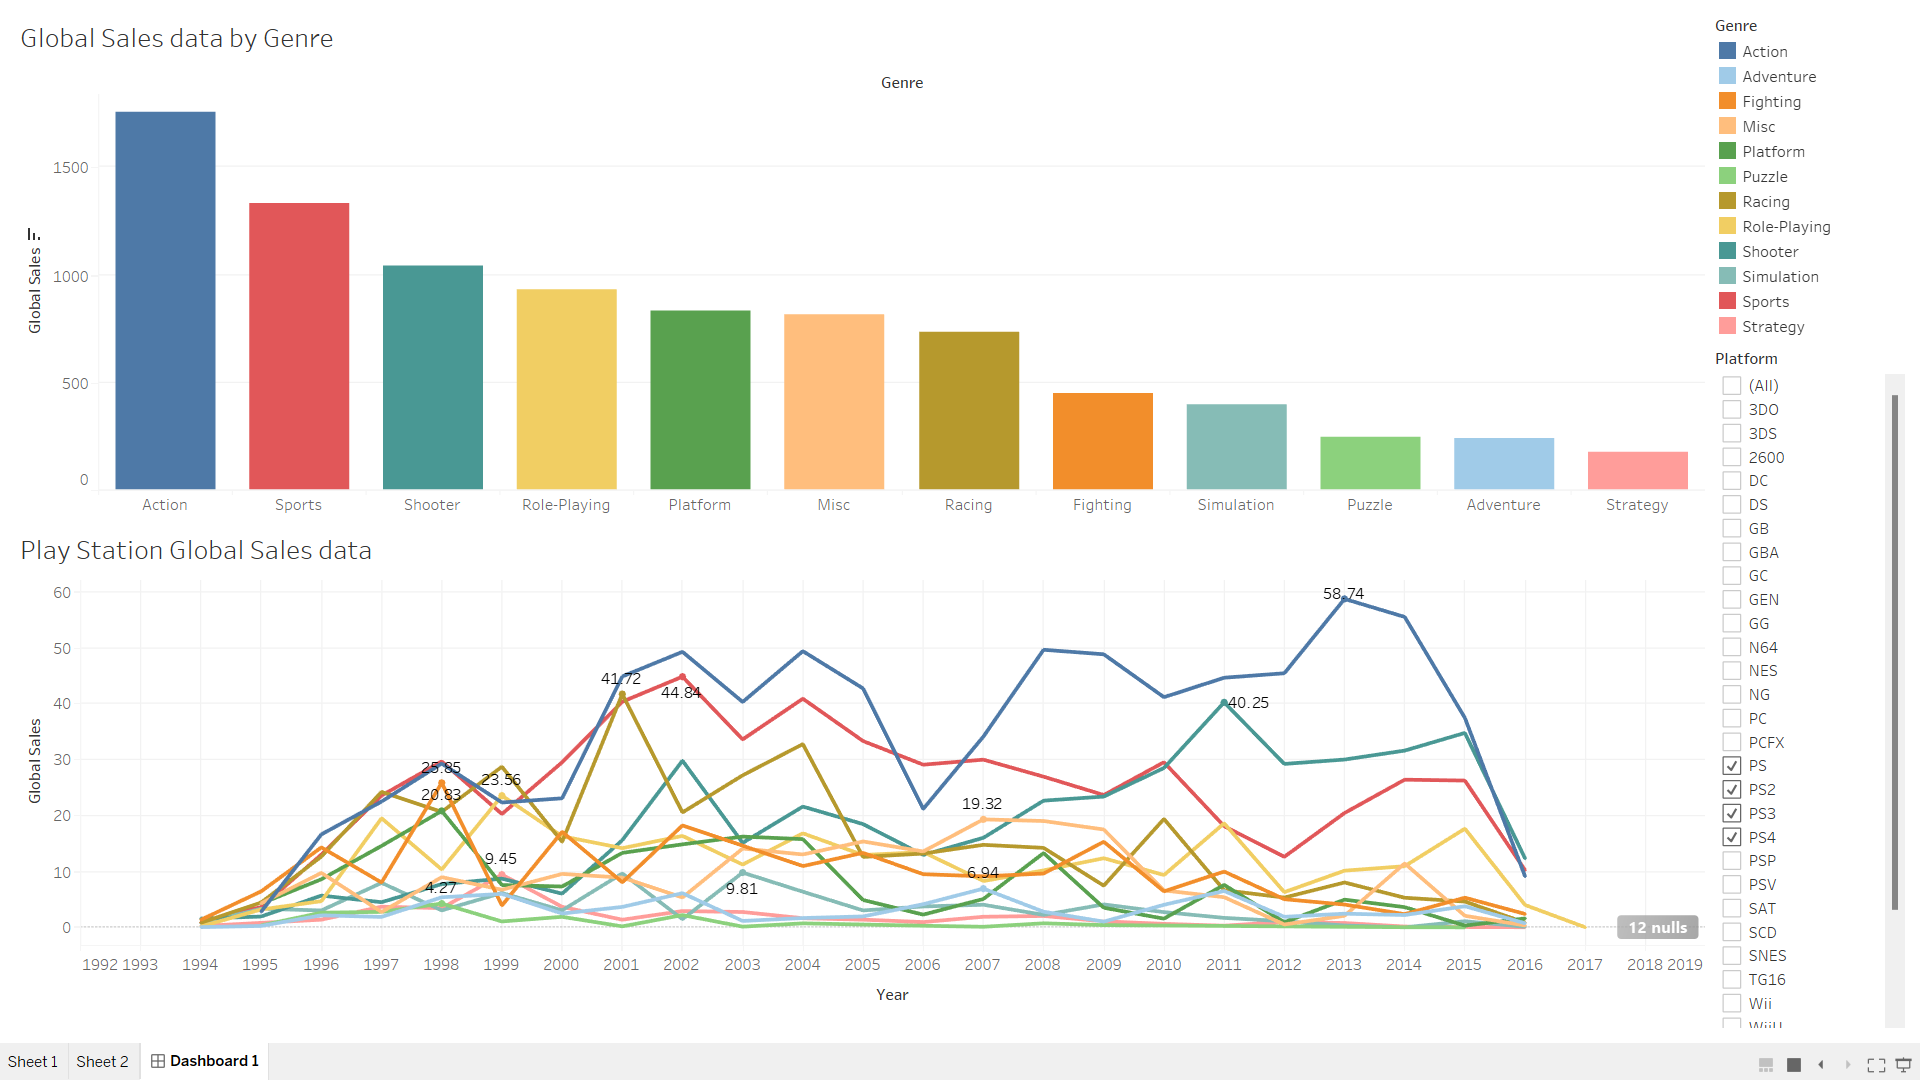 Global Sales data by Genre
Genre
1500
1000
500
0
Global Sales
Action Sports Shooter Role-Playing Platform Misc Racing Fighting Simulation Puzzle Adventure Strategy
Play Station Global Sales data
60
50
40
30
20
10
0
Global Sales
58.74
41.72
44.84
40.25
25.85
23.56
20.83
19.32
9.45
6.94
4.27
9.81
12 nulls
1992 1993 1994 1995 1996 1997 1998 1999 2000 2001 2002 2003 2004 2005 2006 2007 2008 2009 2010 2011 2012 2013 2014 2015 2016 2017 2018 2019
Year
Genre
Action
Adventure
Fighting
Misc
Platform
Puzzle
Racing
Role-Playing
Shooter
Simulation
Sports
Strategy
Platform
(All)
3DO
3DS
2600
DC
DS
GB
GBA
GC
GEN
GG
N64
NES
NG
PC
PCFX
PS
PS2
PS3
PS4
PSP
PSV
SAT
SCD
SNES
TG16
Wii
WiiU
Sheet 1 Sheet 2 Dashboard 1